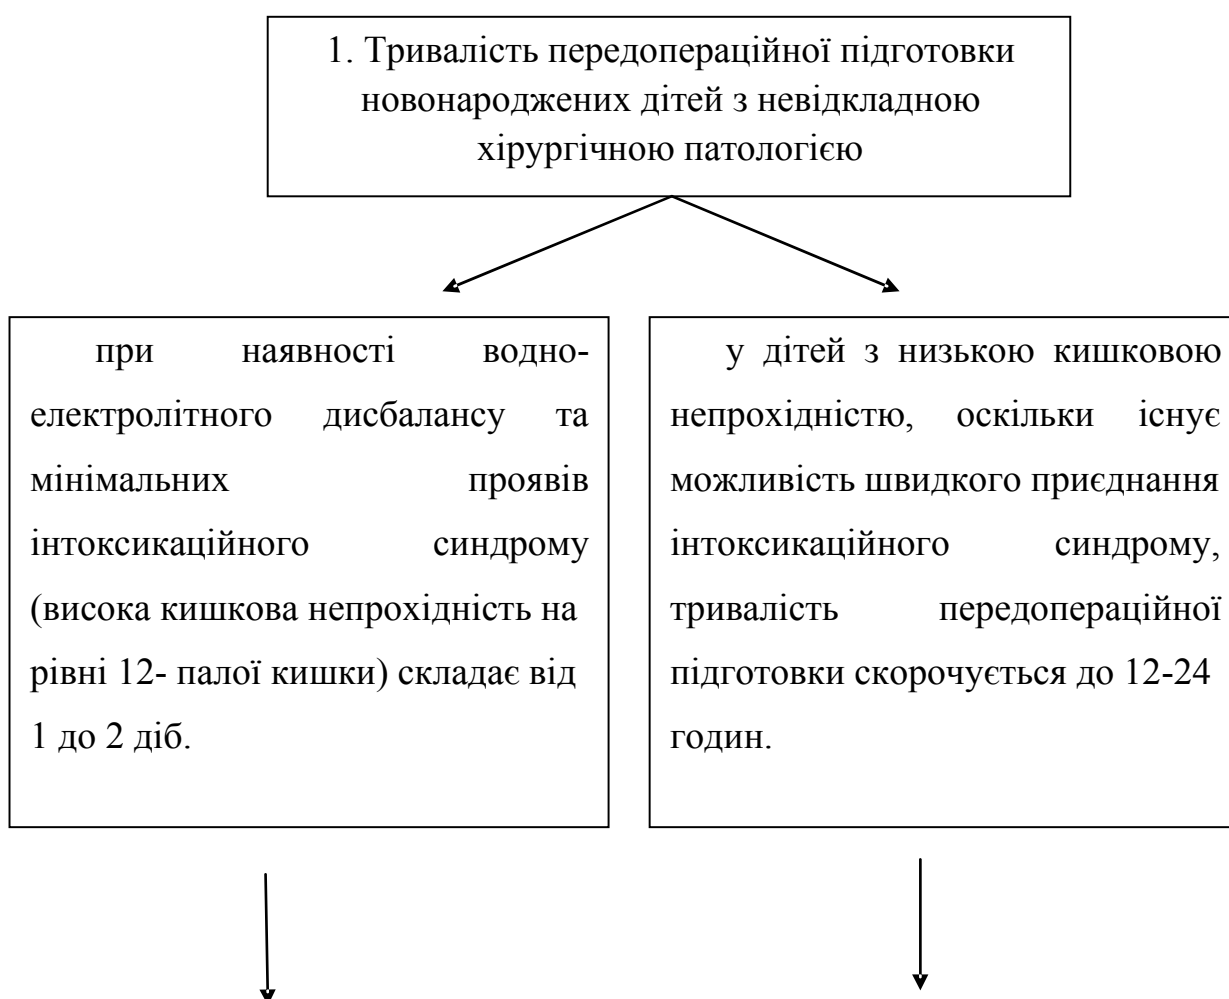 1. Тривалість передопераційної підготовки
новонароджених дітей з невідкладною
хірургічною патологією
при наявності водно-
електролітного дисбалансу та
мінімальних проявів
інтоксикаційного синдрому
(висока кишкова непрохідність на
рівні 12- палої кишки) складає від
1 до 2 діб.
у дітей з низькою кишковою
непрохідністю, оскільки існує
можливість швидкого приєднання
інтоксикаційного синдрому,
тривалість передопераційної
підготовки скорочується до 12-24
годин.